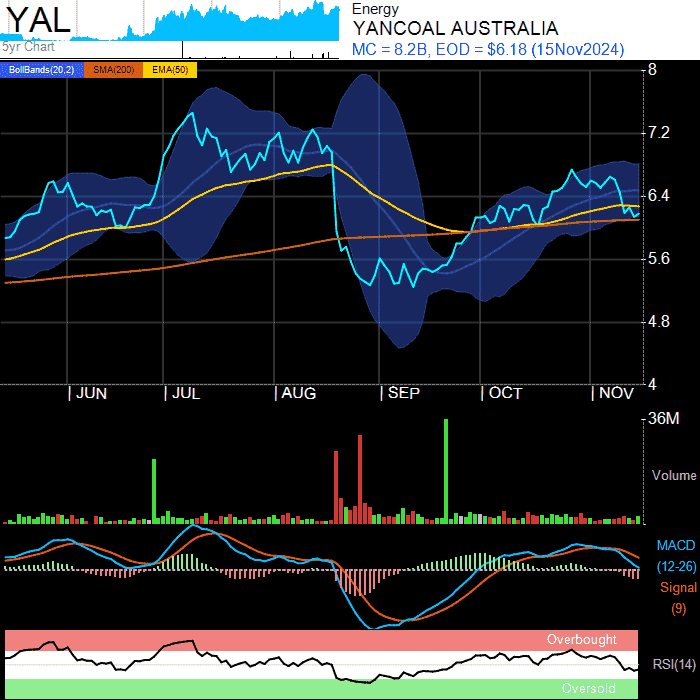 YAL
5yr Chart
Energy
YANCOAL AUSTRALIA
MC = 8.2B, EOD = $6.18 (15Nov2024)
BollBands(20,2) SMA(200) EMA(50)
8
7.2
6.4
5.6
4.8
4
| JUN | JUL | AUG | SEP | OCT | NOV
36M
Volume
MACD
(12-26)
Signal
(9)
Overbought
RSI(14)
Oversold